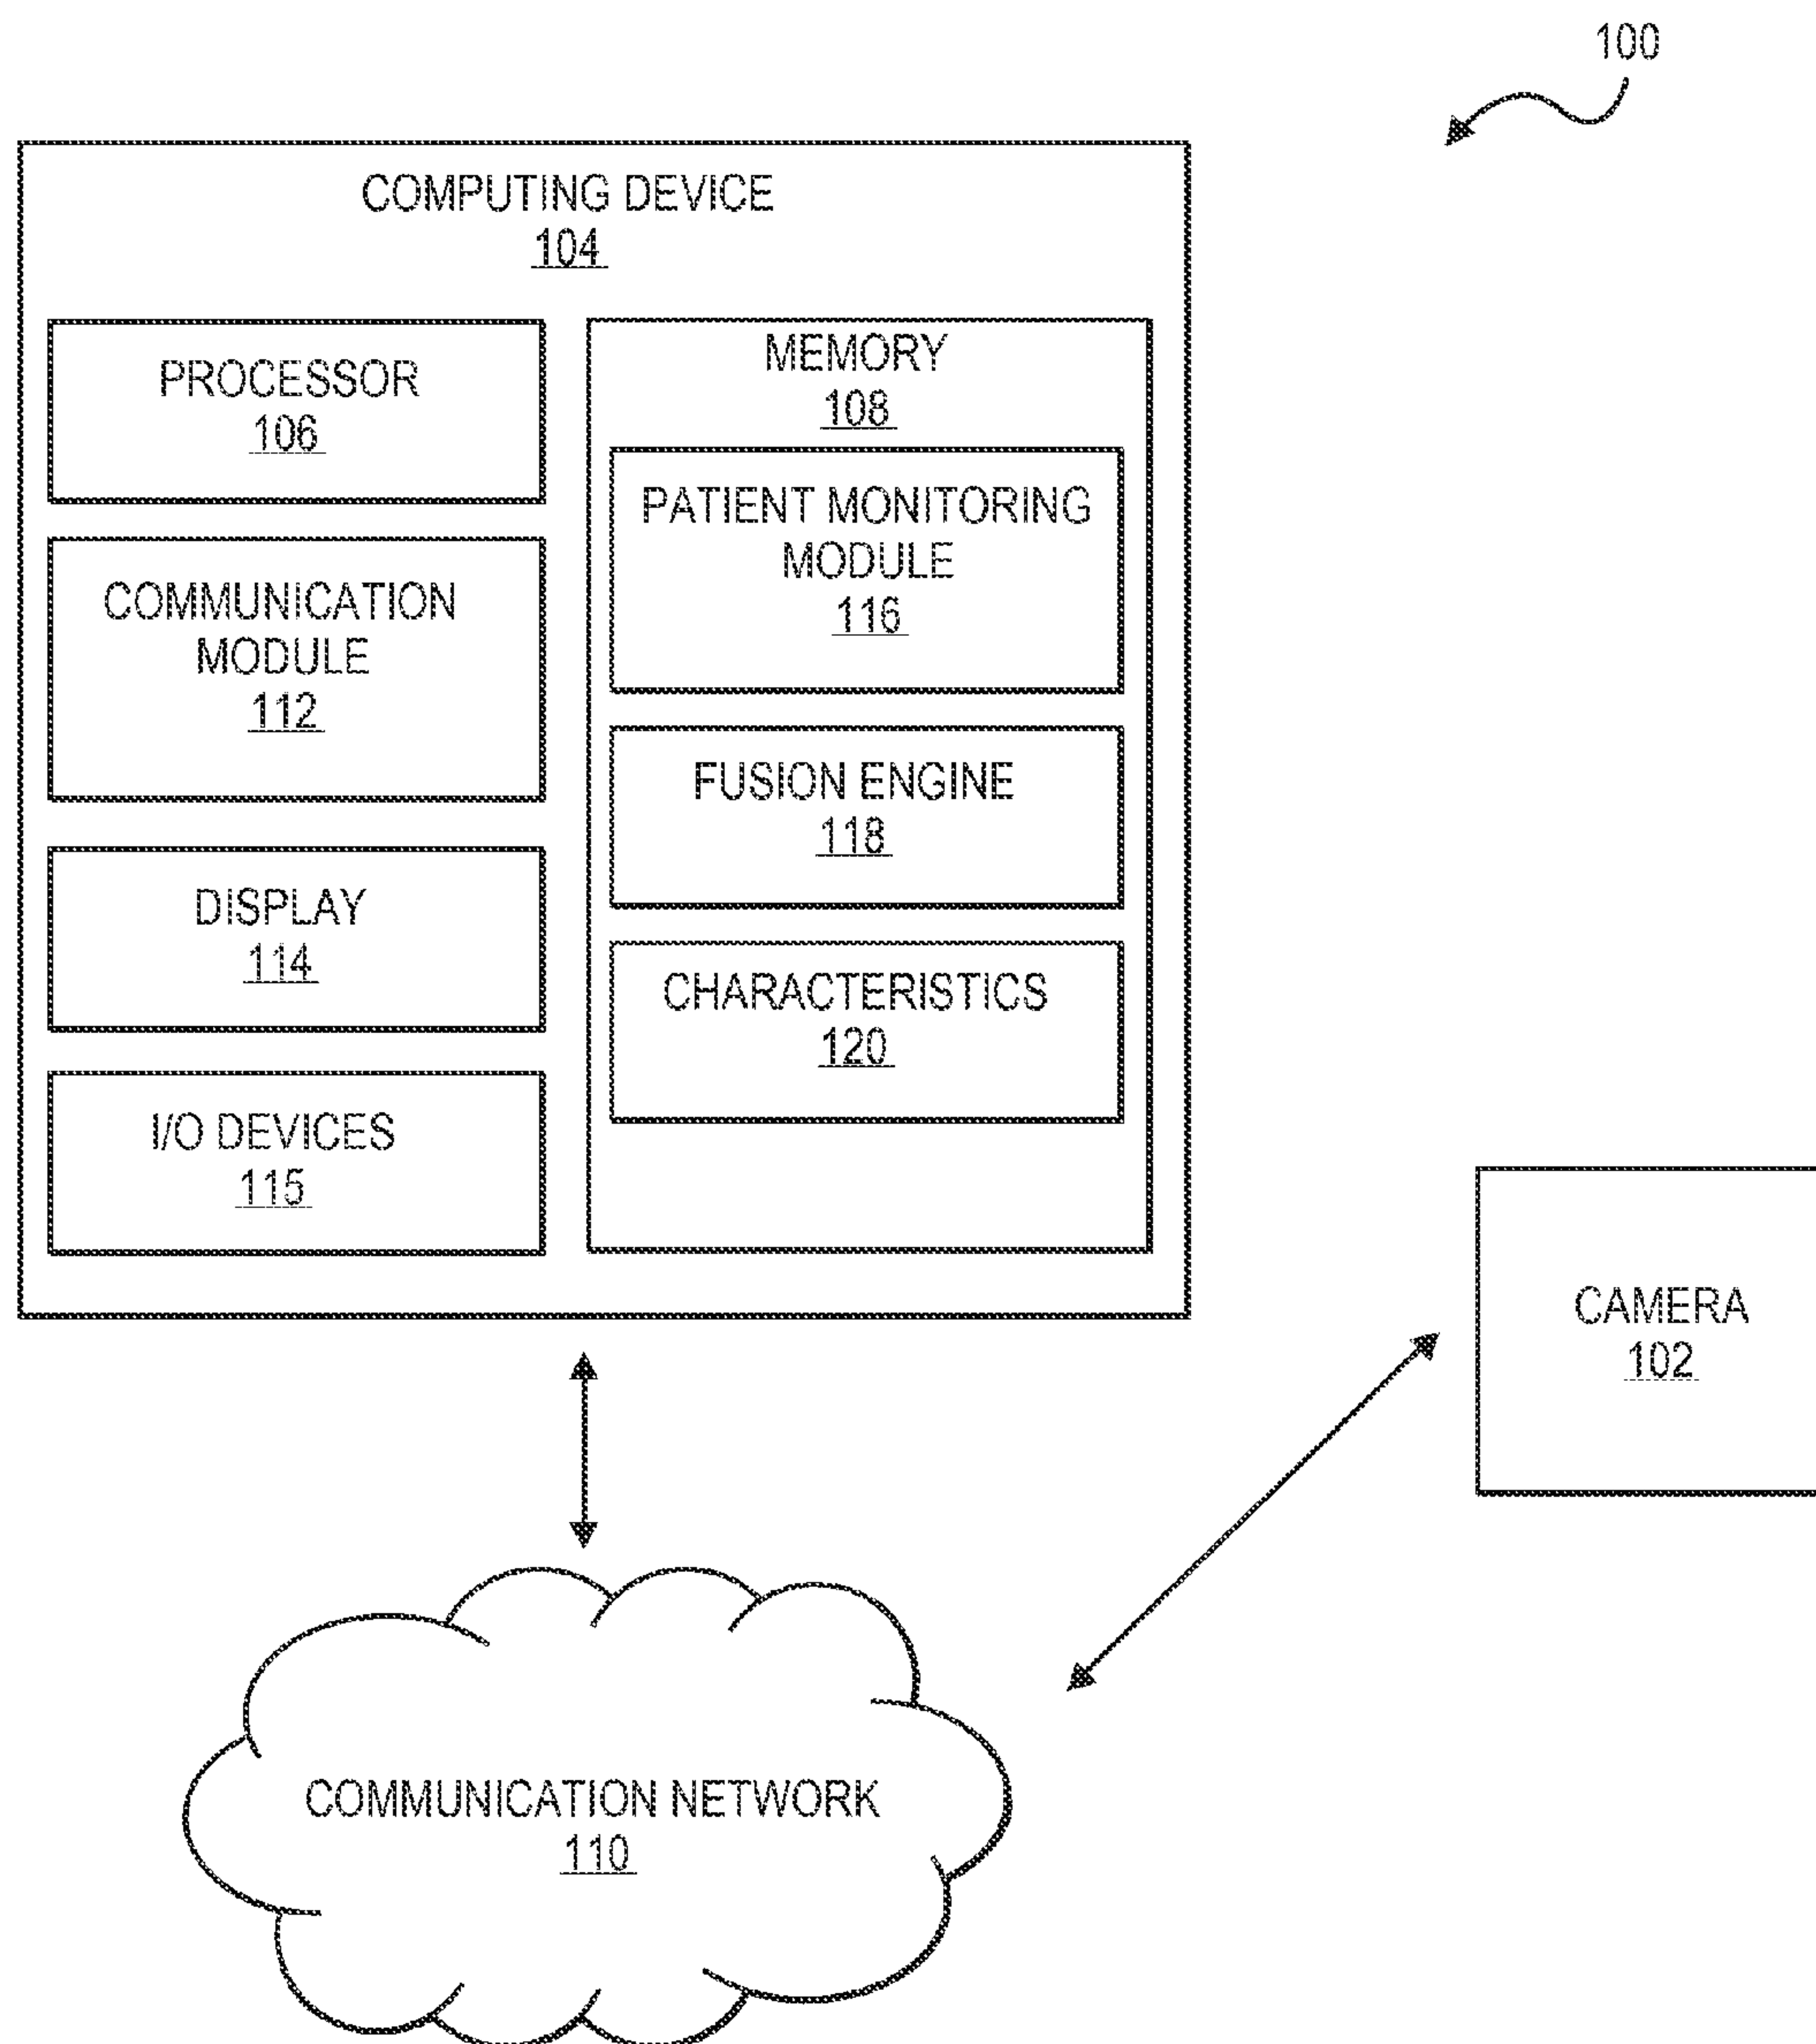 100
COMPUTING DEVICE
104
PROCESSOR
106
COMMUNICATION
MODULE
112
DISPLAY
114
I/O DEVICES
115
MEMORY
108
PATIENT MONITORING
MODULE
116
FUSION ENGINE
118
CHARACTERISTICS
120
CAMERA
102
COMMUNICATION NETWORK
110